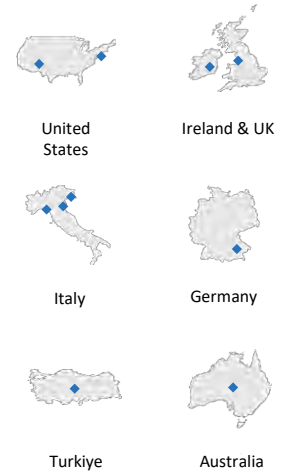 United
States
Ireland & UK
Italy
Germany
Turkiye
Australia